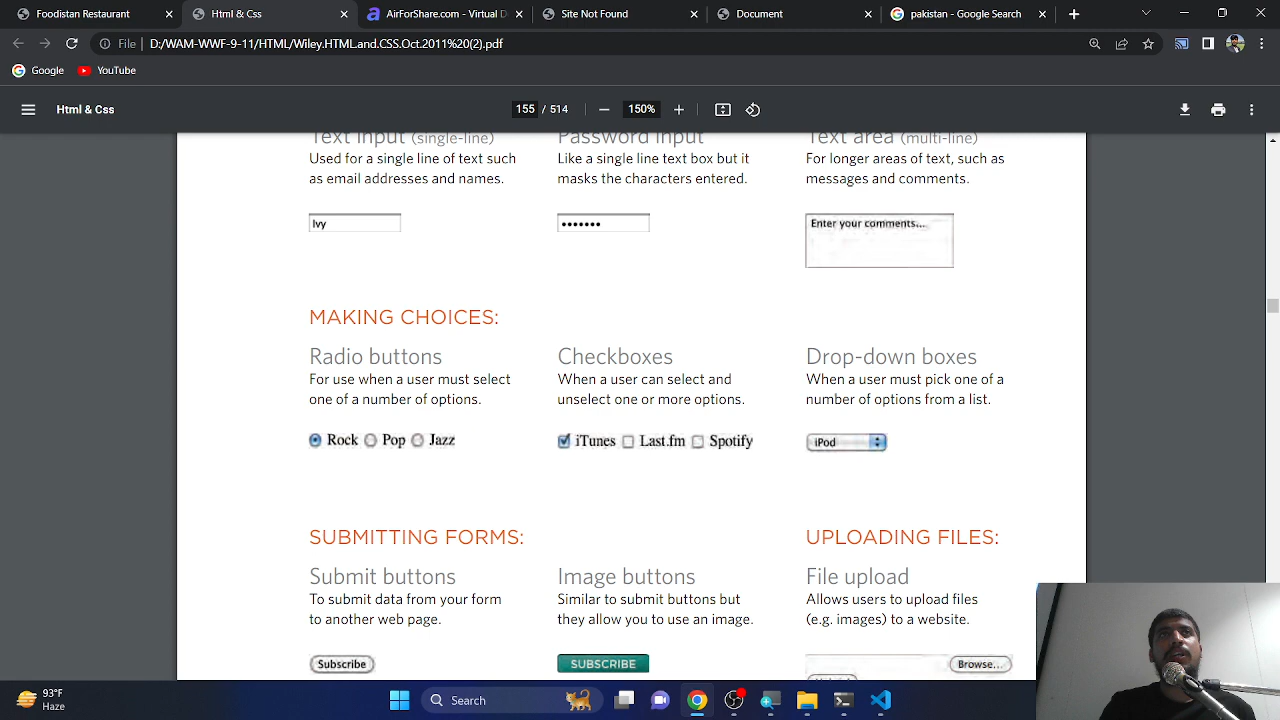 Foodistan Restaurant
Html & Css
AirForShare.com - Virtual D
Site Not Found
Document
pakistan - Google Search
File
D:/WAM-WWF-9-11/HTML/Wiley.HTMLand.CSS.Oct.2011%20(2).pdf
Google
YouTube
Html & Css
155 / 514
150%
Text input (single-line)
Password input
Text area (multi-line)
Used for a single line of text such
as email addresses and names.
Like a single line text box but it
masks the characters entered.
For longer areas of text, such as
messages and comments.
Ivy
•••••••
Enter your comments...
MAKING CHOICES:
Radio buttons
For use when a user must select
one of a number of options.
Rock Pop Jazz
Checkboxes
When a user can select and
unselect one or more options.
iTunes Last.fm Spotify
Drop-down boxes
When a user must pick one of a
number of options from a list.
iPod
SUBMITTING FORMS:
UPLOADING FILES:
Submit buttons
To submit data from your form
to another web page.
Subscribe
Image buttons
Similar to submit buttons but
they allow you to use an image.
SUBSCRIBE
File upload
Allows users to upload files
(e.g. images) to a website.
Browse...
93°F
Haze
Search